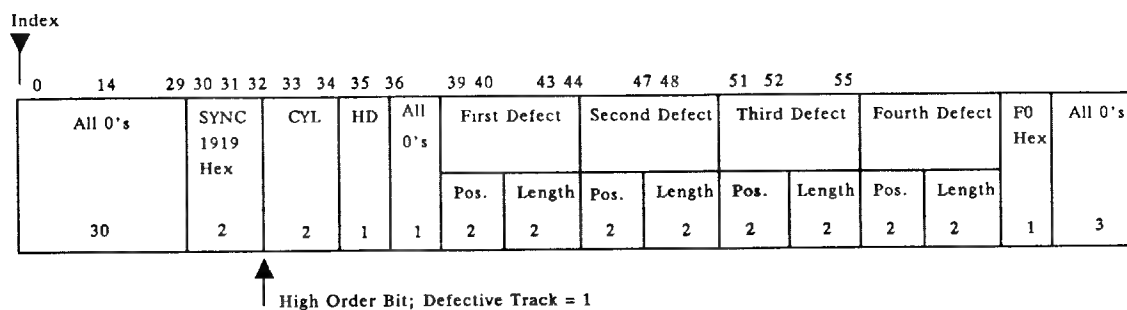 Index
0 14 29 30 31 32 33 34 35 36 39 40 43 44 47 48 51 52 55
All 0's SYNC CYL HD All First Defect Second Defect Third Defect Fourth Defect F0 All 0's
1919 0's Hex
Hex
Pos. Length Pos. Length Pos. Length Pos. Length
30 2 2 1 1 2 2 2 2 2 2 2 2 1 3
High Order Bit; Defective Track = 1